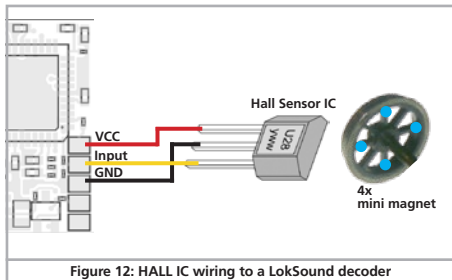 Hall Sensor IC
VCC
Input
GND
U28
yww
4x
mini magnet
Figure 12: HALL IC wiring to a LokSound decoder